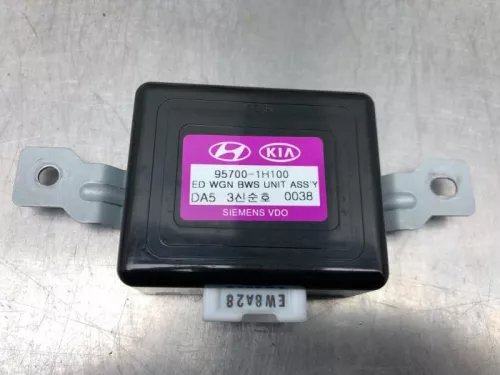 KIA
95700-1H100
ED WGN BWS UNIT ASS'Y
DA5 3신순호 0038
SIEMENS VDO
EW8A28